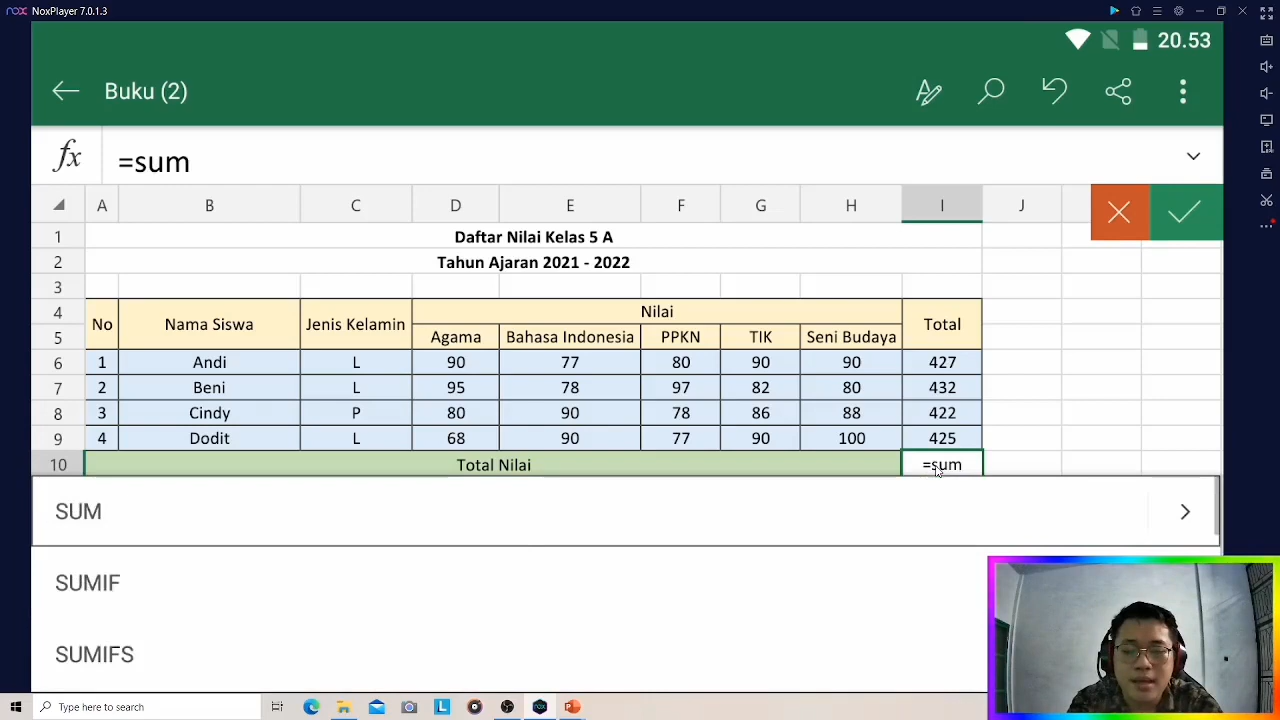 nox NoxPlayer 7.0.1.3
20.53
Buku (2)
fx =sum
A B C D E F G H I J
1 Daftar Nilai Kelas 5 A
2 Tahun Ajaran 2021 - 2022
3
4 No Nama Siswa Jenis Kelamin Nilai Total
5 Agama Bahasa Indonesia PPKN TIK Seni Budaya
6 1 Andi L 90 77 80 90 90 427
7 2 Beni L 95 78 97 82 80 432
8 3 Cindy P 80 90 78 86 88 422
9 4 Dodit L 68 90 77 90 100 425
10 Total Nilai =sum
SUM
SUMIF
SUMIFS
Type here to search